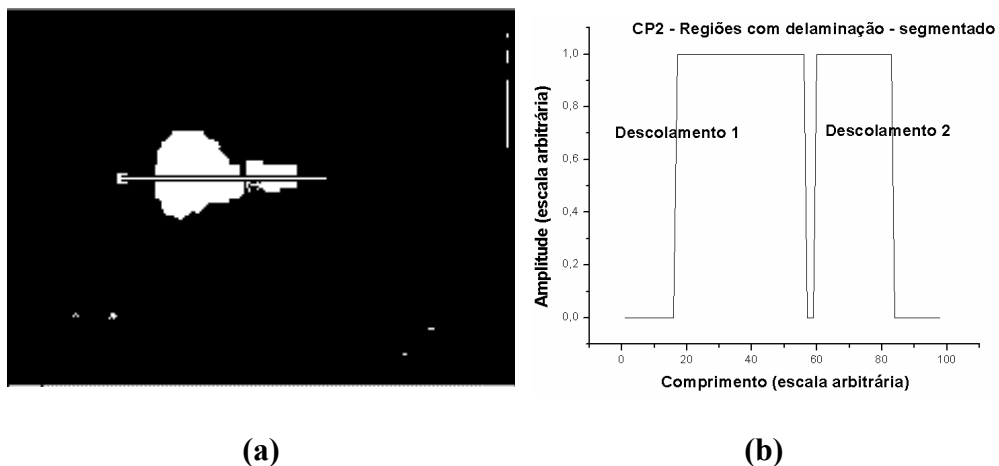 CP2 - Regiões com delaminação - segmentado
1,0
0,8
0,6
0,4
0,2
0,0
Amplitude (escala arbitrária)
Descolamento 1
Descolamento 2
0
20
40
60
80
100
Comprimento (escala arbitrária)
(a)
(b)